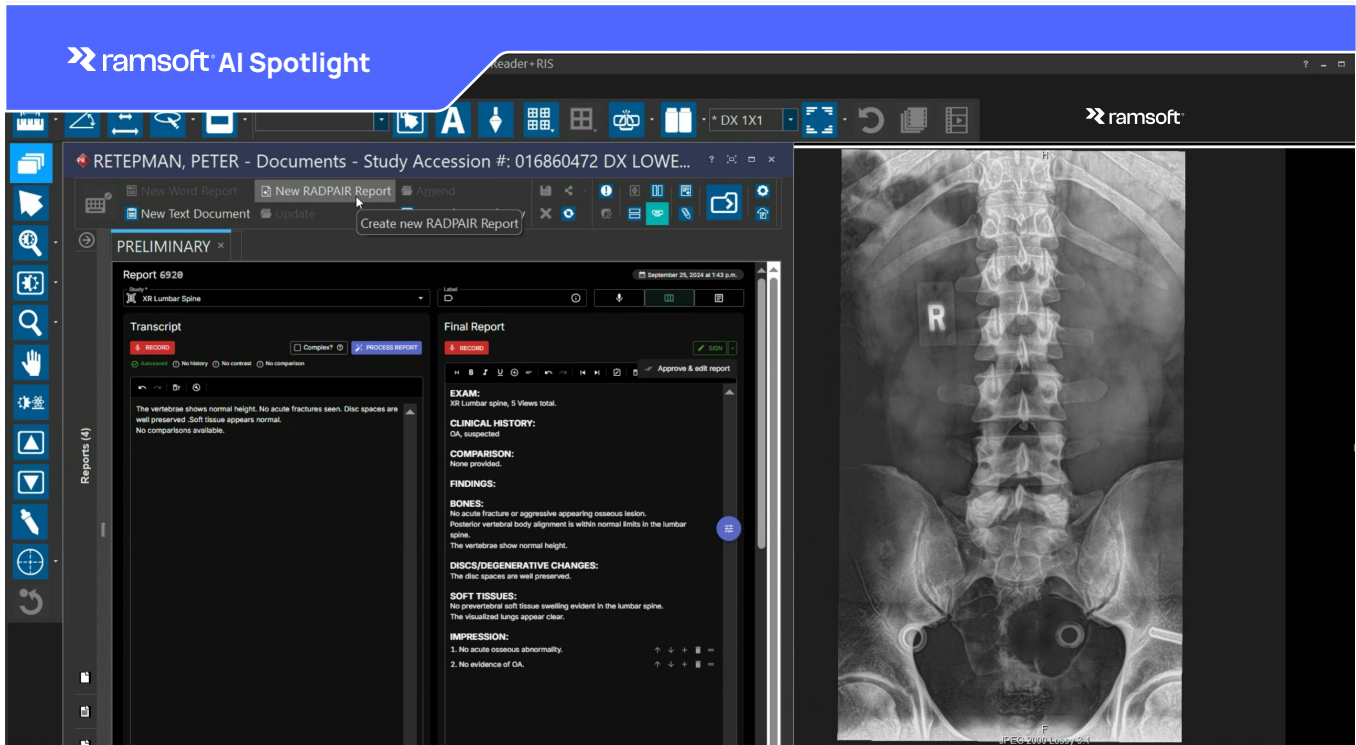 ramsoft® AI Spotlight
Reader+RIS
* DX 1X1
ramsoft
RETEPMAN, PETER - Documents - Study Accession #: 016860472 DX LOWE...
New Word Report
New RADPAIR Report
Amend
New Text Document
Update
Create new RADPAIR Report
PRELIMINARY
Reports (4)
Report 6920
September 25, 2024 at 1:43 p.m.
Study *
XR Lumbar Spine
Label
Transcript
RECORD
Complex?
PROCESS REPORT
Autosaved
No history
No contrast
No comparison
The vertebrae shows normal height. No acute fractures seen. Disc spaces are
well preserved .Soft tissue appears normal.
No comparisons available.
Final Report
RECORD
SIGN
Approve & edit report
EXAM:
XR Lumbar spine, 5 Views total.
CLINICAL HISTORY:
OA, suspected
COMPARISON:
None provided.
FINDINGS:
BONES:
No acute fracture or aggressive appearing osseous lesion.
Posterior vertebral body alignment is within normal limits in the lumbar
spine.
The vertebrae show normal height.
DISCS/DEGENERATIVE CHANGES:
The disc spaces are well preserved.
SOFT TISSUES:
No prevertebral soft tissue swelling evident in the lumbar spine.
The visualized lungs appear clear.
IMPRESSION:
1. No acute osseous abnormality.
2. No evidence of OA.
H
R
F
JPEG 2000 Lossy 3:1